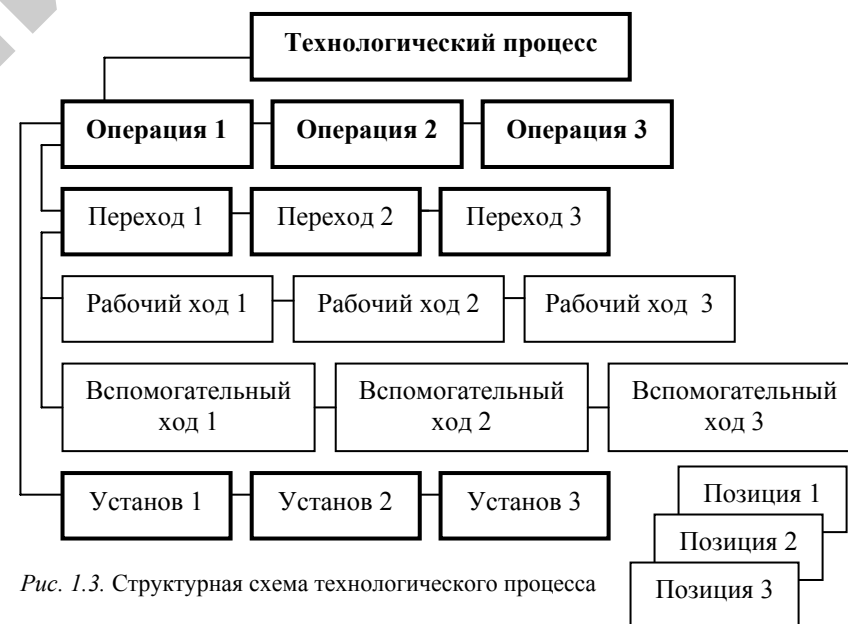 Технологический процесс
Операция 1 Операция 2 Операция 3
Переход 1 Переход 2 Переход 3
Рабочий ход 1 Рабочий ход 2 Рабочий ход 3
Вспомогательный ход 1 Вспомогательный ход 2 Вспомогательный ход 3
Установ 1 Установ 2 Установ 3
Позиция 1
Позиция 2
Позиция 3
Рис. 1.3. Структурная схема технологического процесса